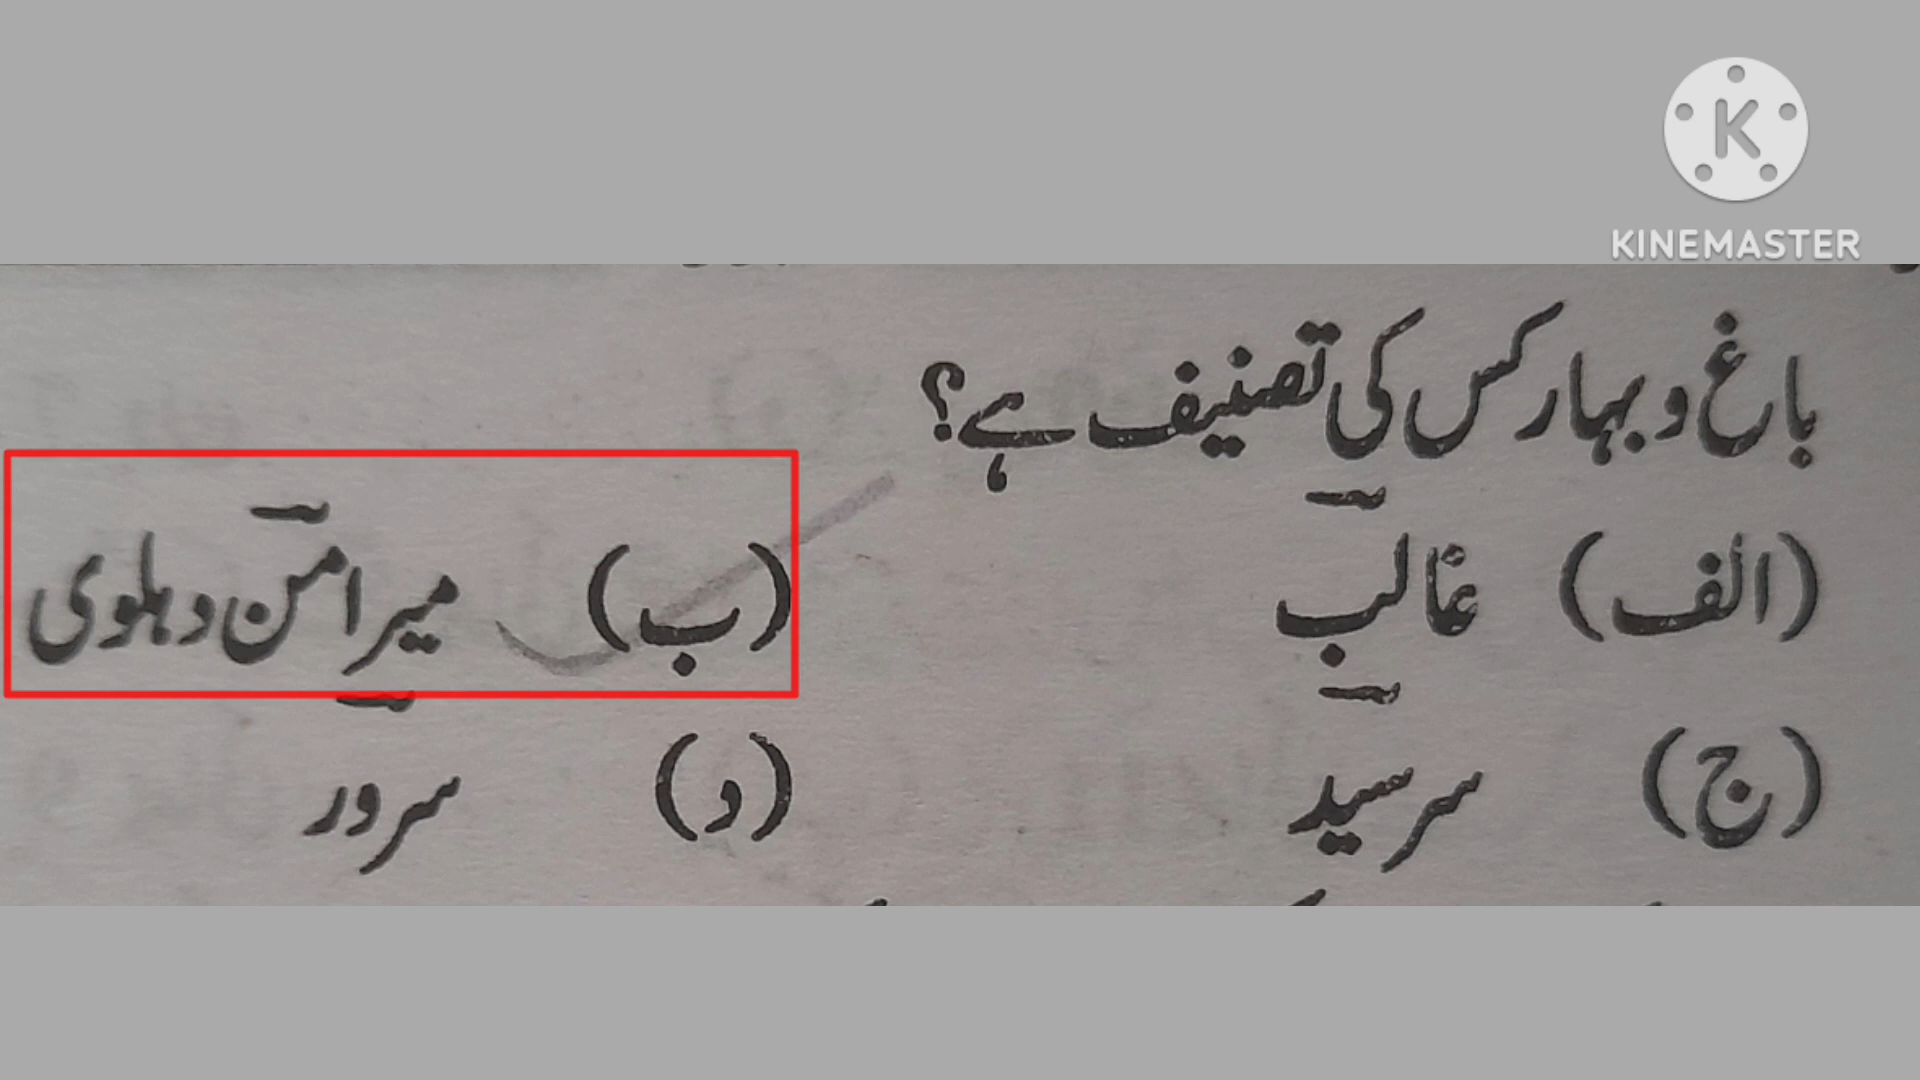 KINEMASTER
باغ و بہار کس کی تصنیف ہے؟
(الف) غالب (ب) میر امن دہلوی
(ج) سرسید (د) سرور